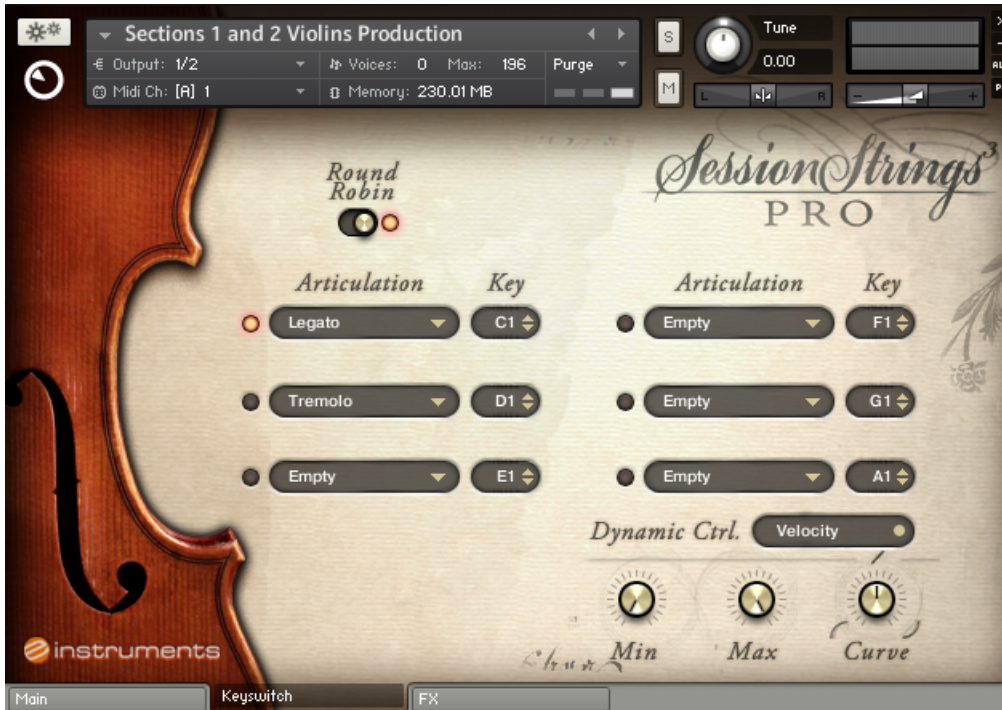 Sections 1 and 2 Violins Production
S
Tune
Output: 1/2
Voices: 0 Max: 196
Purge
0.00
Midi Ch: [A] 1
Memory: 230.01 MB
M
L
R
-
+
Session Strings 3
PRO
Round
Robin
Articulation Key
Articulation Key
Legato C1
Empty F1
Tremolo D1
Empty G1
Empty E1
Empty A1
Dynamic Ctrl. Velocity
Min Max Curve
e instruments
Main Keyswitch FX